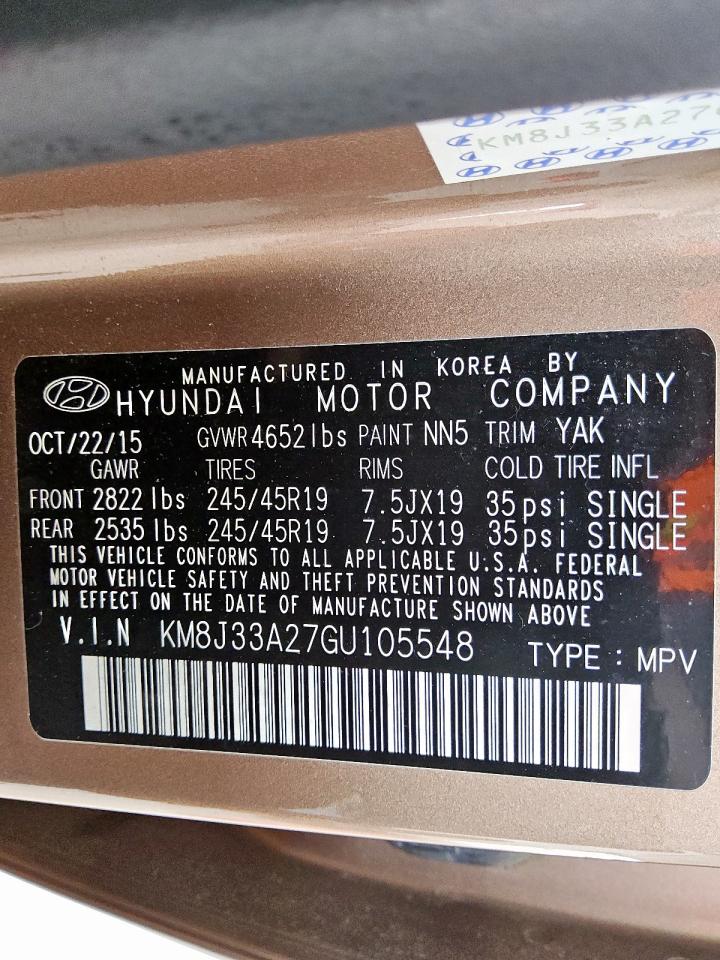 KM8J33A27
MANUFACTURED IN KOREA BY
HYUNDAI MOTOR COMPANY
OCT/22/15 GVWR 4652lbs PAINT NN5 TRIM YAK
GAWR TIRES RIMS COLD TIRE INFL
FRONT 2822 lbs 245/45R19 7.5JX19 35psi SINGLE
REAR 2535 lbs 245/45R19 7.5JX19 35psi SINGLE
THIS VEHICLE CONFORMS TO ALL APPLICABLE U.S.A. FEDERAL
MOTOR VEHICLE SAFETY AND THEFT PREVENTION STANDARDS
IN EFFECT ON THE DATE OF MANUFACTURE SHOWN ABOVE
V.I.N KM8J33A27GU105548 TYPE : MPV